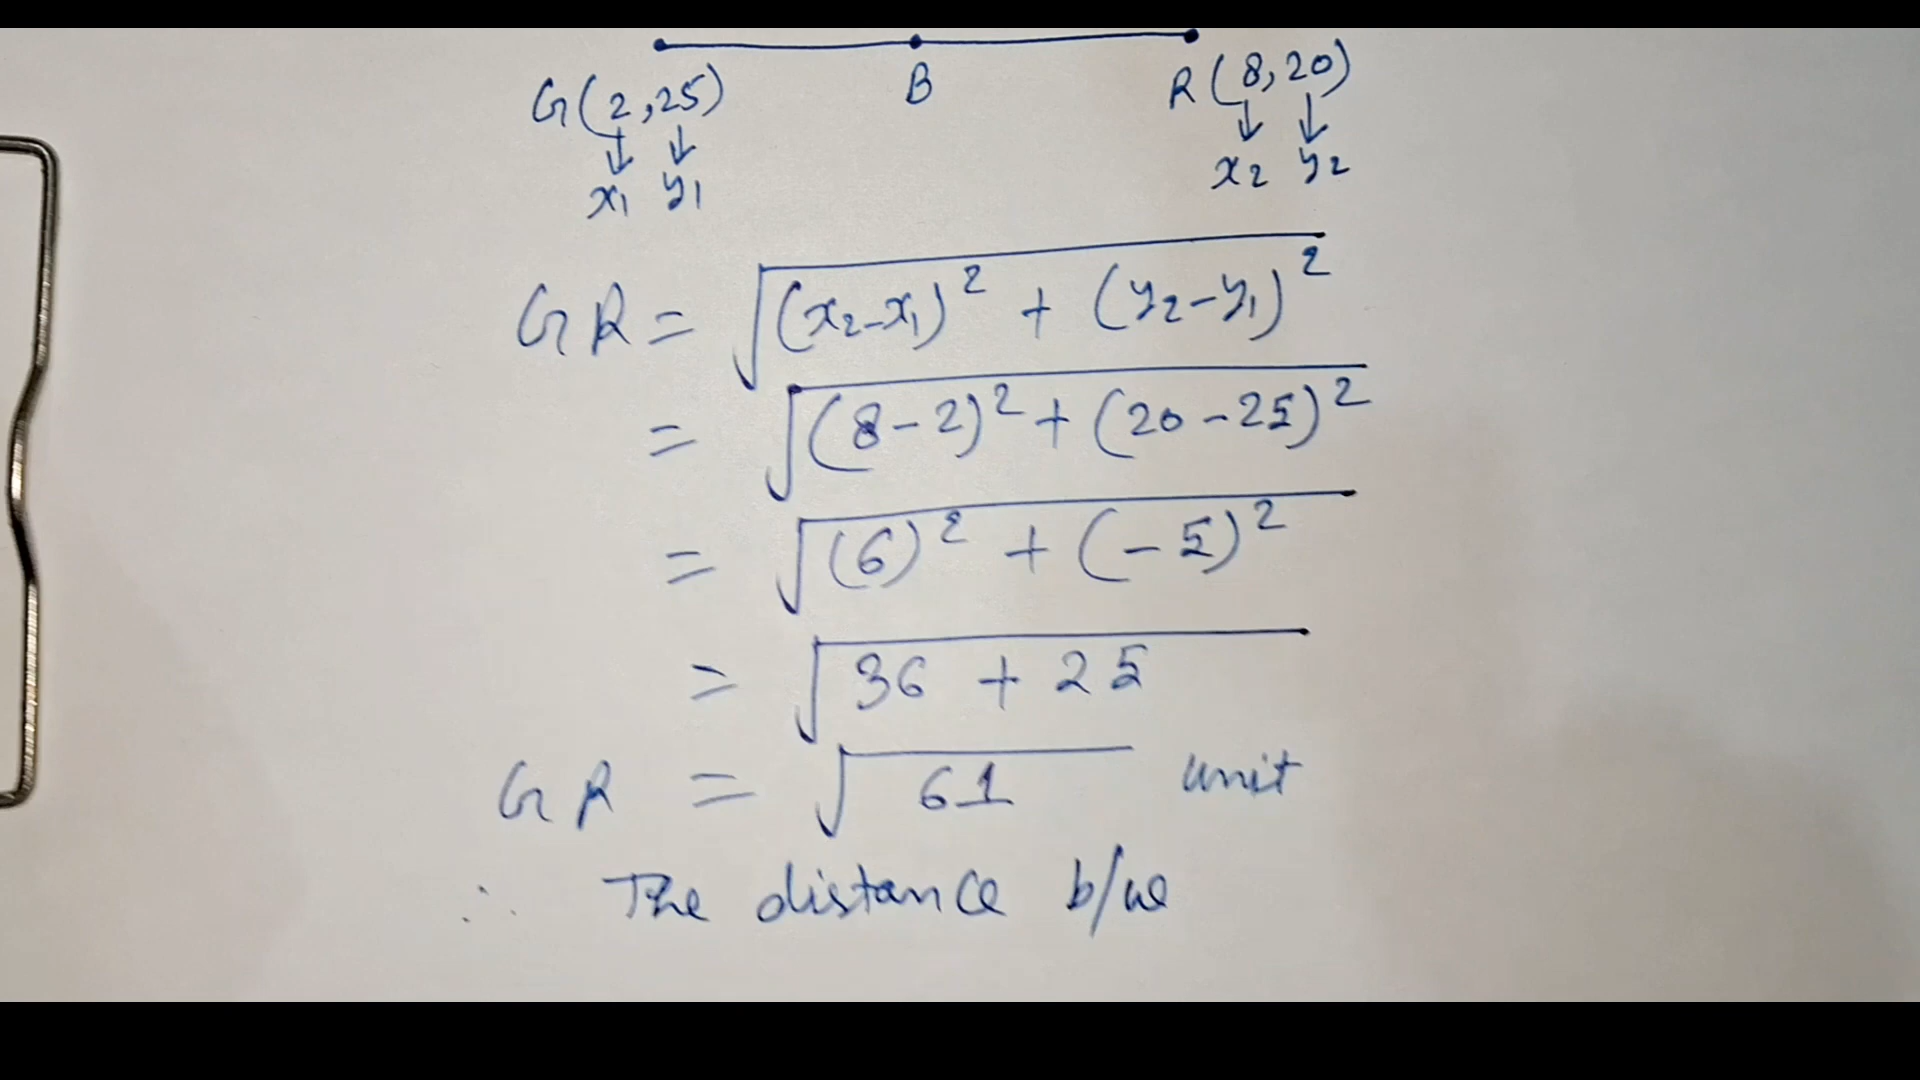 G(2,25) B R(8,20)
↓ ↓ ↓ ↓
x₁ y₁ x₂ y₂
GR = √((x₂-x₁)² + (y₂-y₁)²)
= √((8-2)² + (20-25)²)
= √((6)² + (-5)²)
= √(36 + 25)
GR = √61 unit
∴ The distance b/w